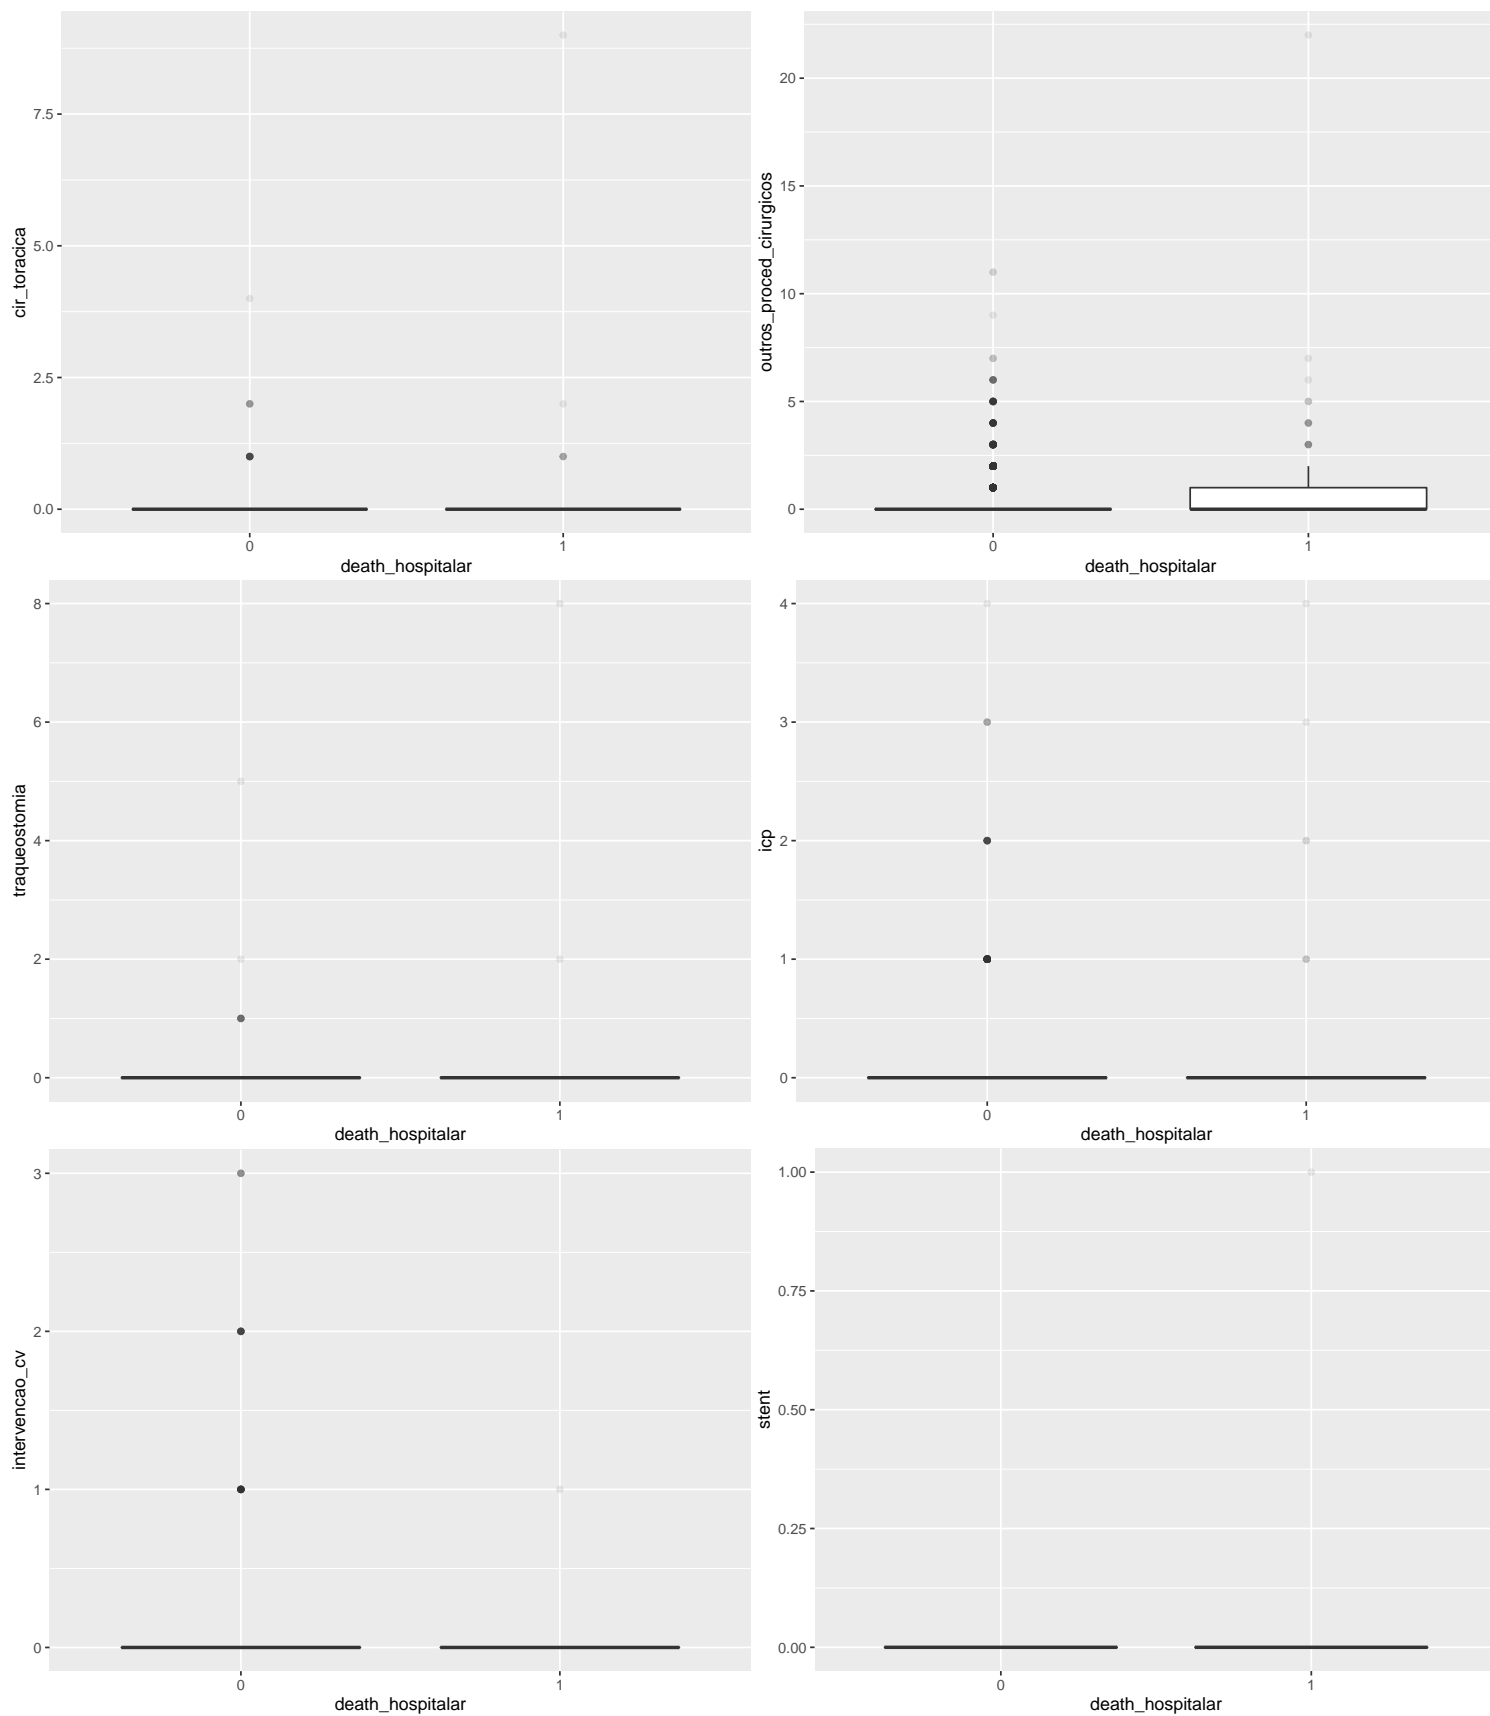 cir_toracica
7.5
5.0
2.5
0.0
0 1
death_hospitalar
outros_proced_cirurgicos
20
15
10
5
0
0 1
death_hospitalar
traqueostomia
8
6
4
2
0
0 1
death_hospitalar
icp
4
3
2
1
0
0 1
death_hospitalar
intervencao_cv
3
2
1
0
0 1
death_hospitalar
stent
1.00
0.75
0.50
0.25
0.00
0 1
death_hospitalar